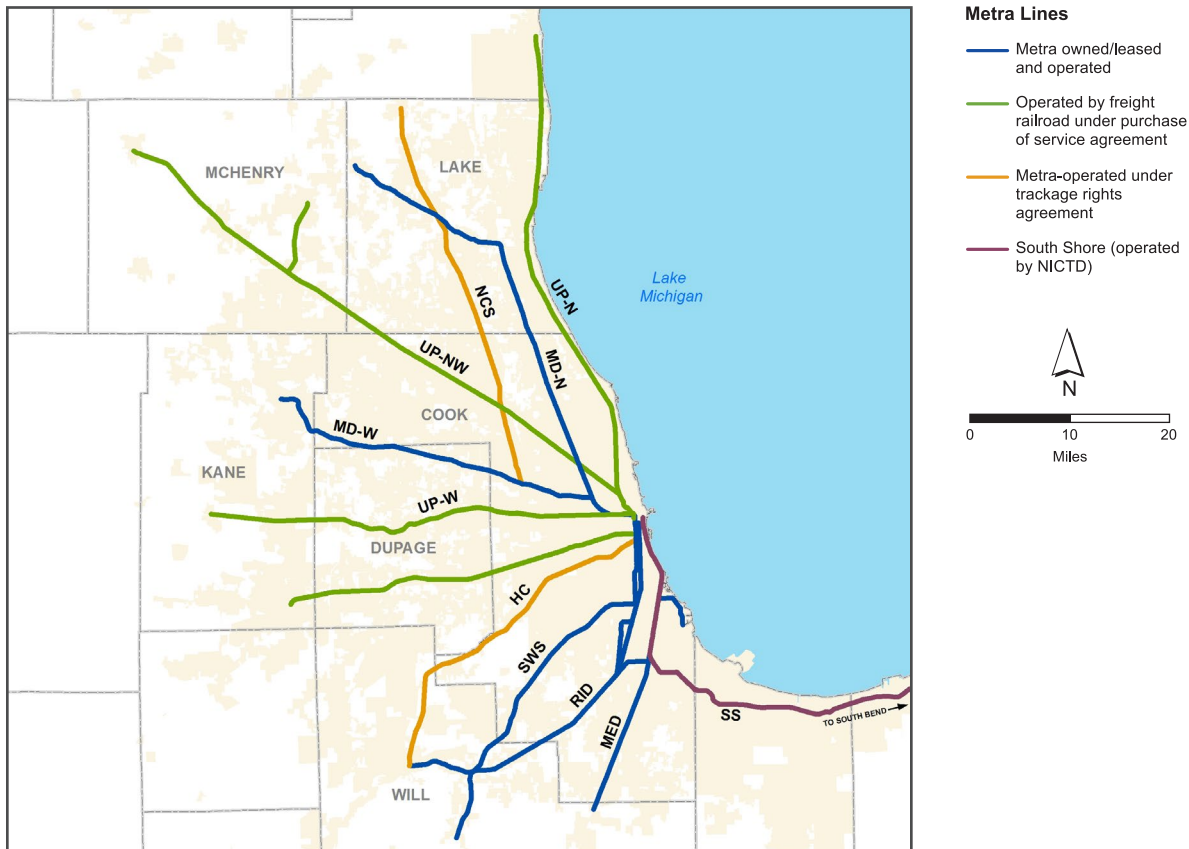 Metra Lines
Metra owned/leased
and operated
Operated by freight
railroad under purchase
of service agreement
Metra-operated under
trackage rights
agreement
South Shore (operated
by NICTD)
N
0 10 20
Miles
MCHENRY
LAKE
Lake
Michigan
NCS
UP-N
UP-NW
MD-N
COOK
MD-W
KANE
UP-W
DUPAGE
HC
SWS
RID
MED
SS
TO SOUTH BEND
WILL